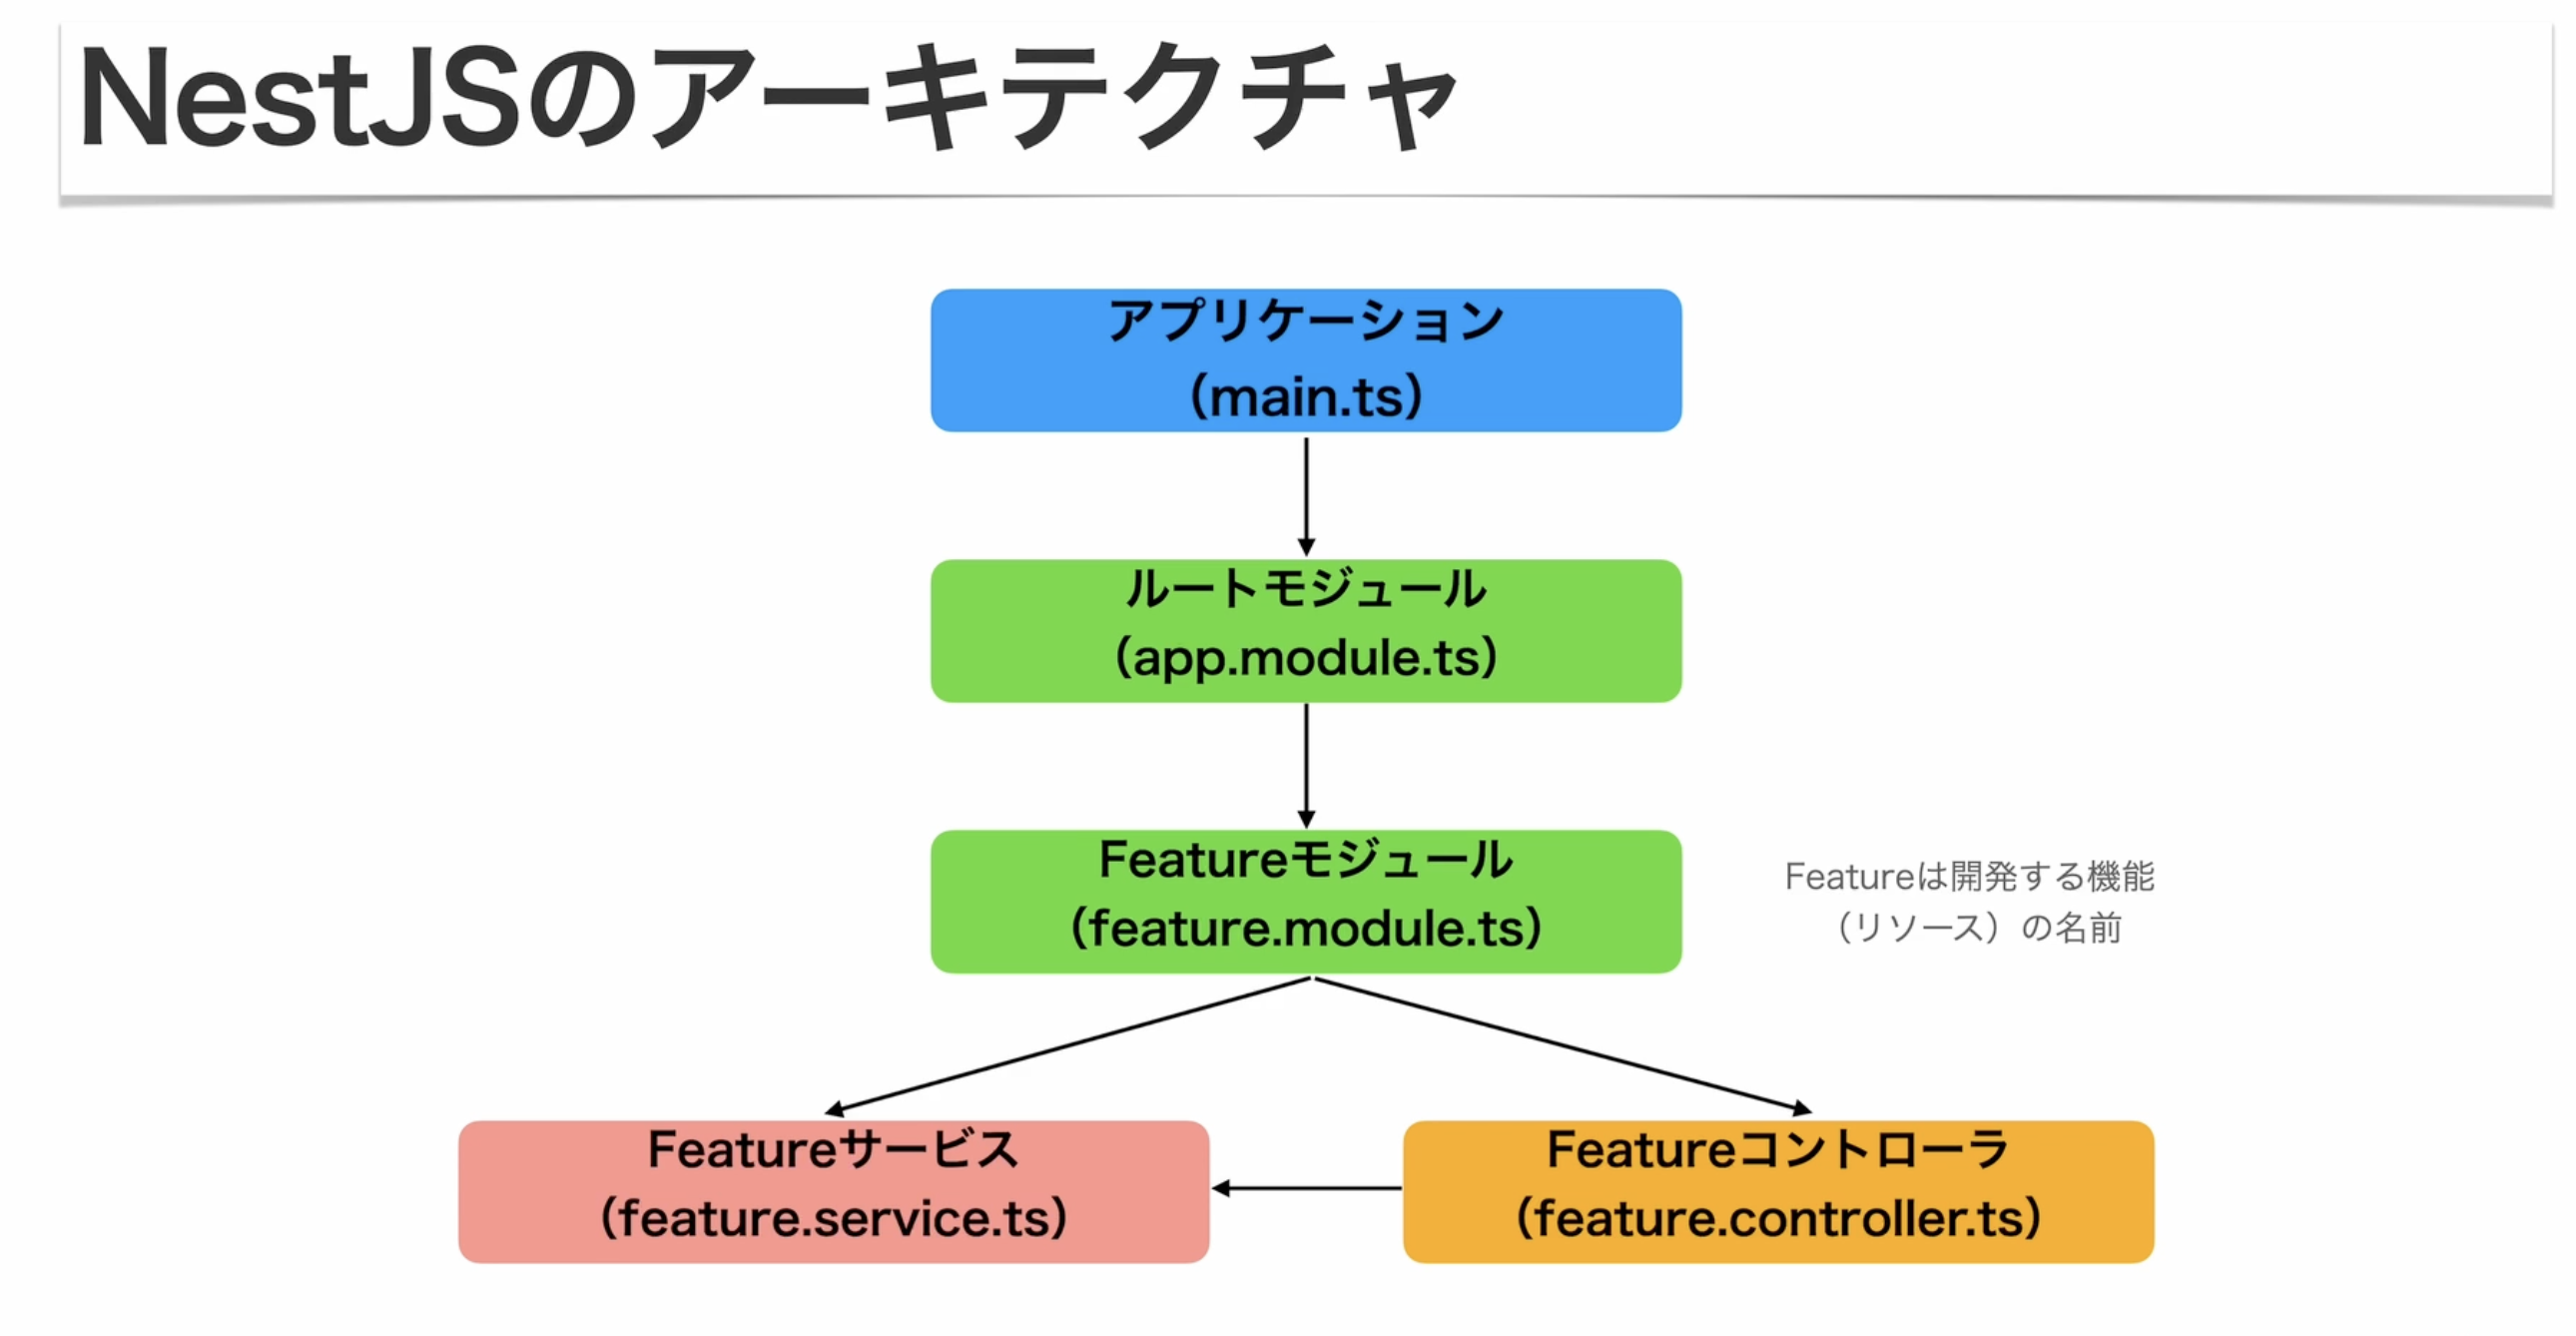 NestJSのアーキテクチャ
アプリケーション
（main.ts）
ルートモジュール
（app.module.ts）
Featureモジュール
（feature.module.ts）
Featureは開発する機能
（リソース）の名前
Featureサービス
（feature.service.ts）
Featureコントローラ
（feature.controller.ts）